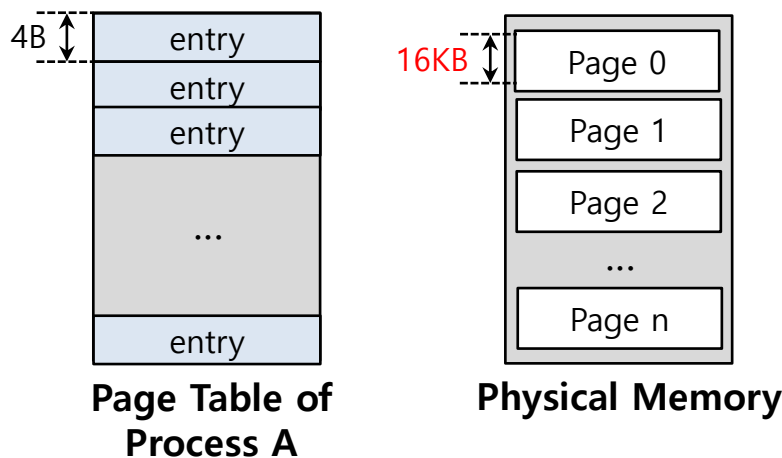 4B
entry
entry
entry
...
entry
Page Table of
Process A
16KB
Page 0
Page 1
Page 2
...
Page n
Physical Memory